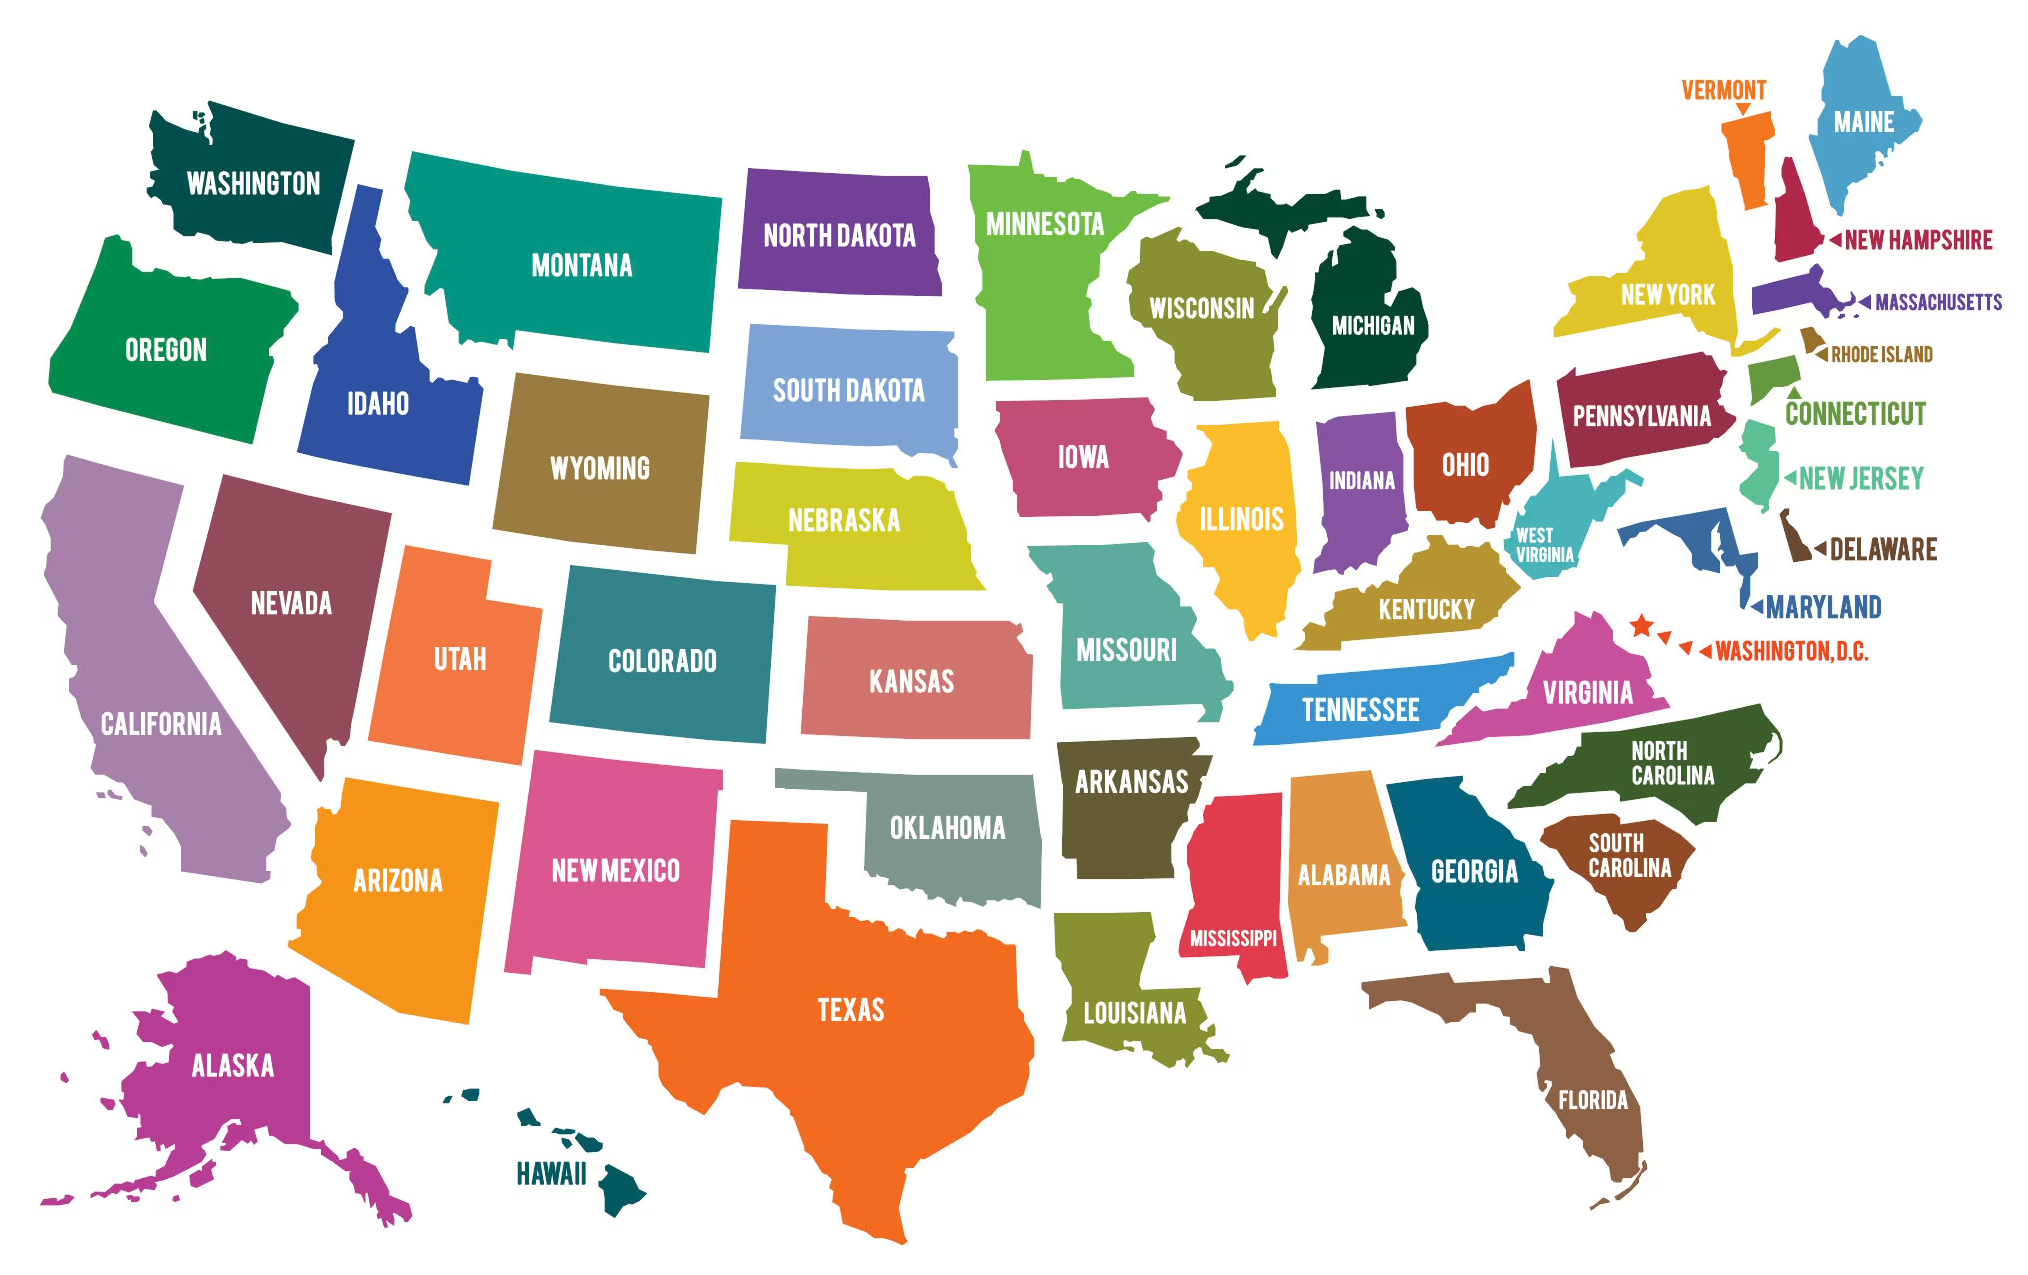 VERMONT
MAINE
WASHINGTON
MONTANA
NORTH DAKOTA
MINNESOTA
NEW HAMPSHIRE
OREGON
IDAHO
WISCONSIN
MICHIGAN
NEW YORK
MASSACHUSETTS
RHODE ISLAND
SOUTH DAKOTA
WYOMING
IOWA
PENNSYLVANIA
CONNECTICUT
NEBRASKA
ILLINOIS
INDIANA
OHIO
NEW JERSEY
WEST
VIRGINIA
DELAWARE
NEVADA
UTAH
COLORADO
KANSAS
MISSOURI
KENTUCKY
MARYLAND
WASHINGTON, D.C.
CALIFORNIA
TENNESSEE
VIRGINIA
NORTH
CAROLINA
ARIZONA
NEW MEXICO
OKLAHOMA
ARKANSAS
MISSISSIPPI
ALABAMA
GEORGIA
SOUTH
CAROLINA
ALASKA
TEXAS
LOUISIANA
FLORIDA
HAWAII